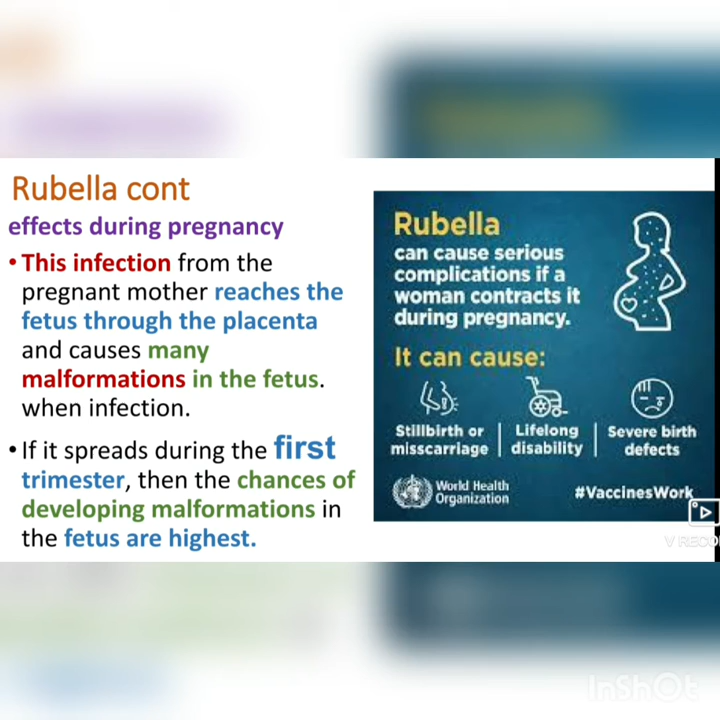 Rubella cont
effects during pregnancy
• This infection from the
pregnant mother reaches the
fetus through the placenta
and causes many
malformations in the fetus.
when infection.
• If it spreads during the first
trimester, then the chances of
developing malformations in
the fetus are highest.
Rubella
can cause serious
complications if a
woman contracts it
during pregnancy.
It can cause:
Stillbirth or
misscarriage
Lifelong
disability
Severe birth
defects
World Health
Organization
#VaccinesWork
V RECO
InShOt